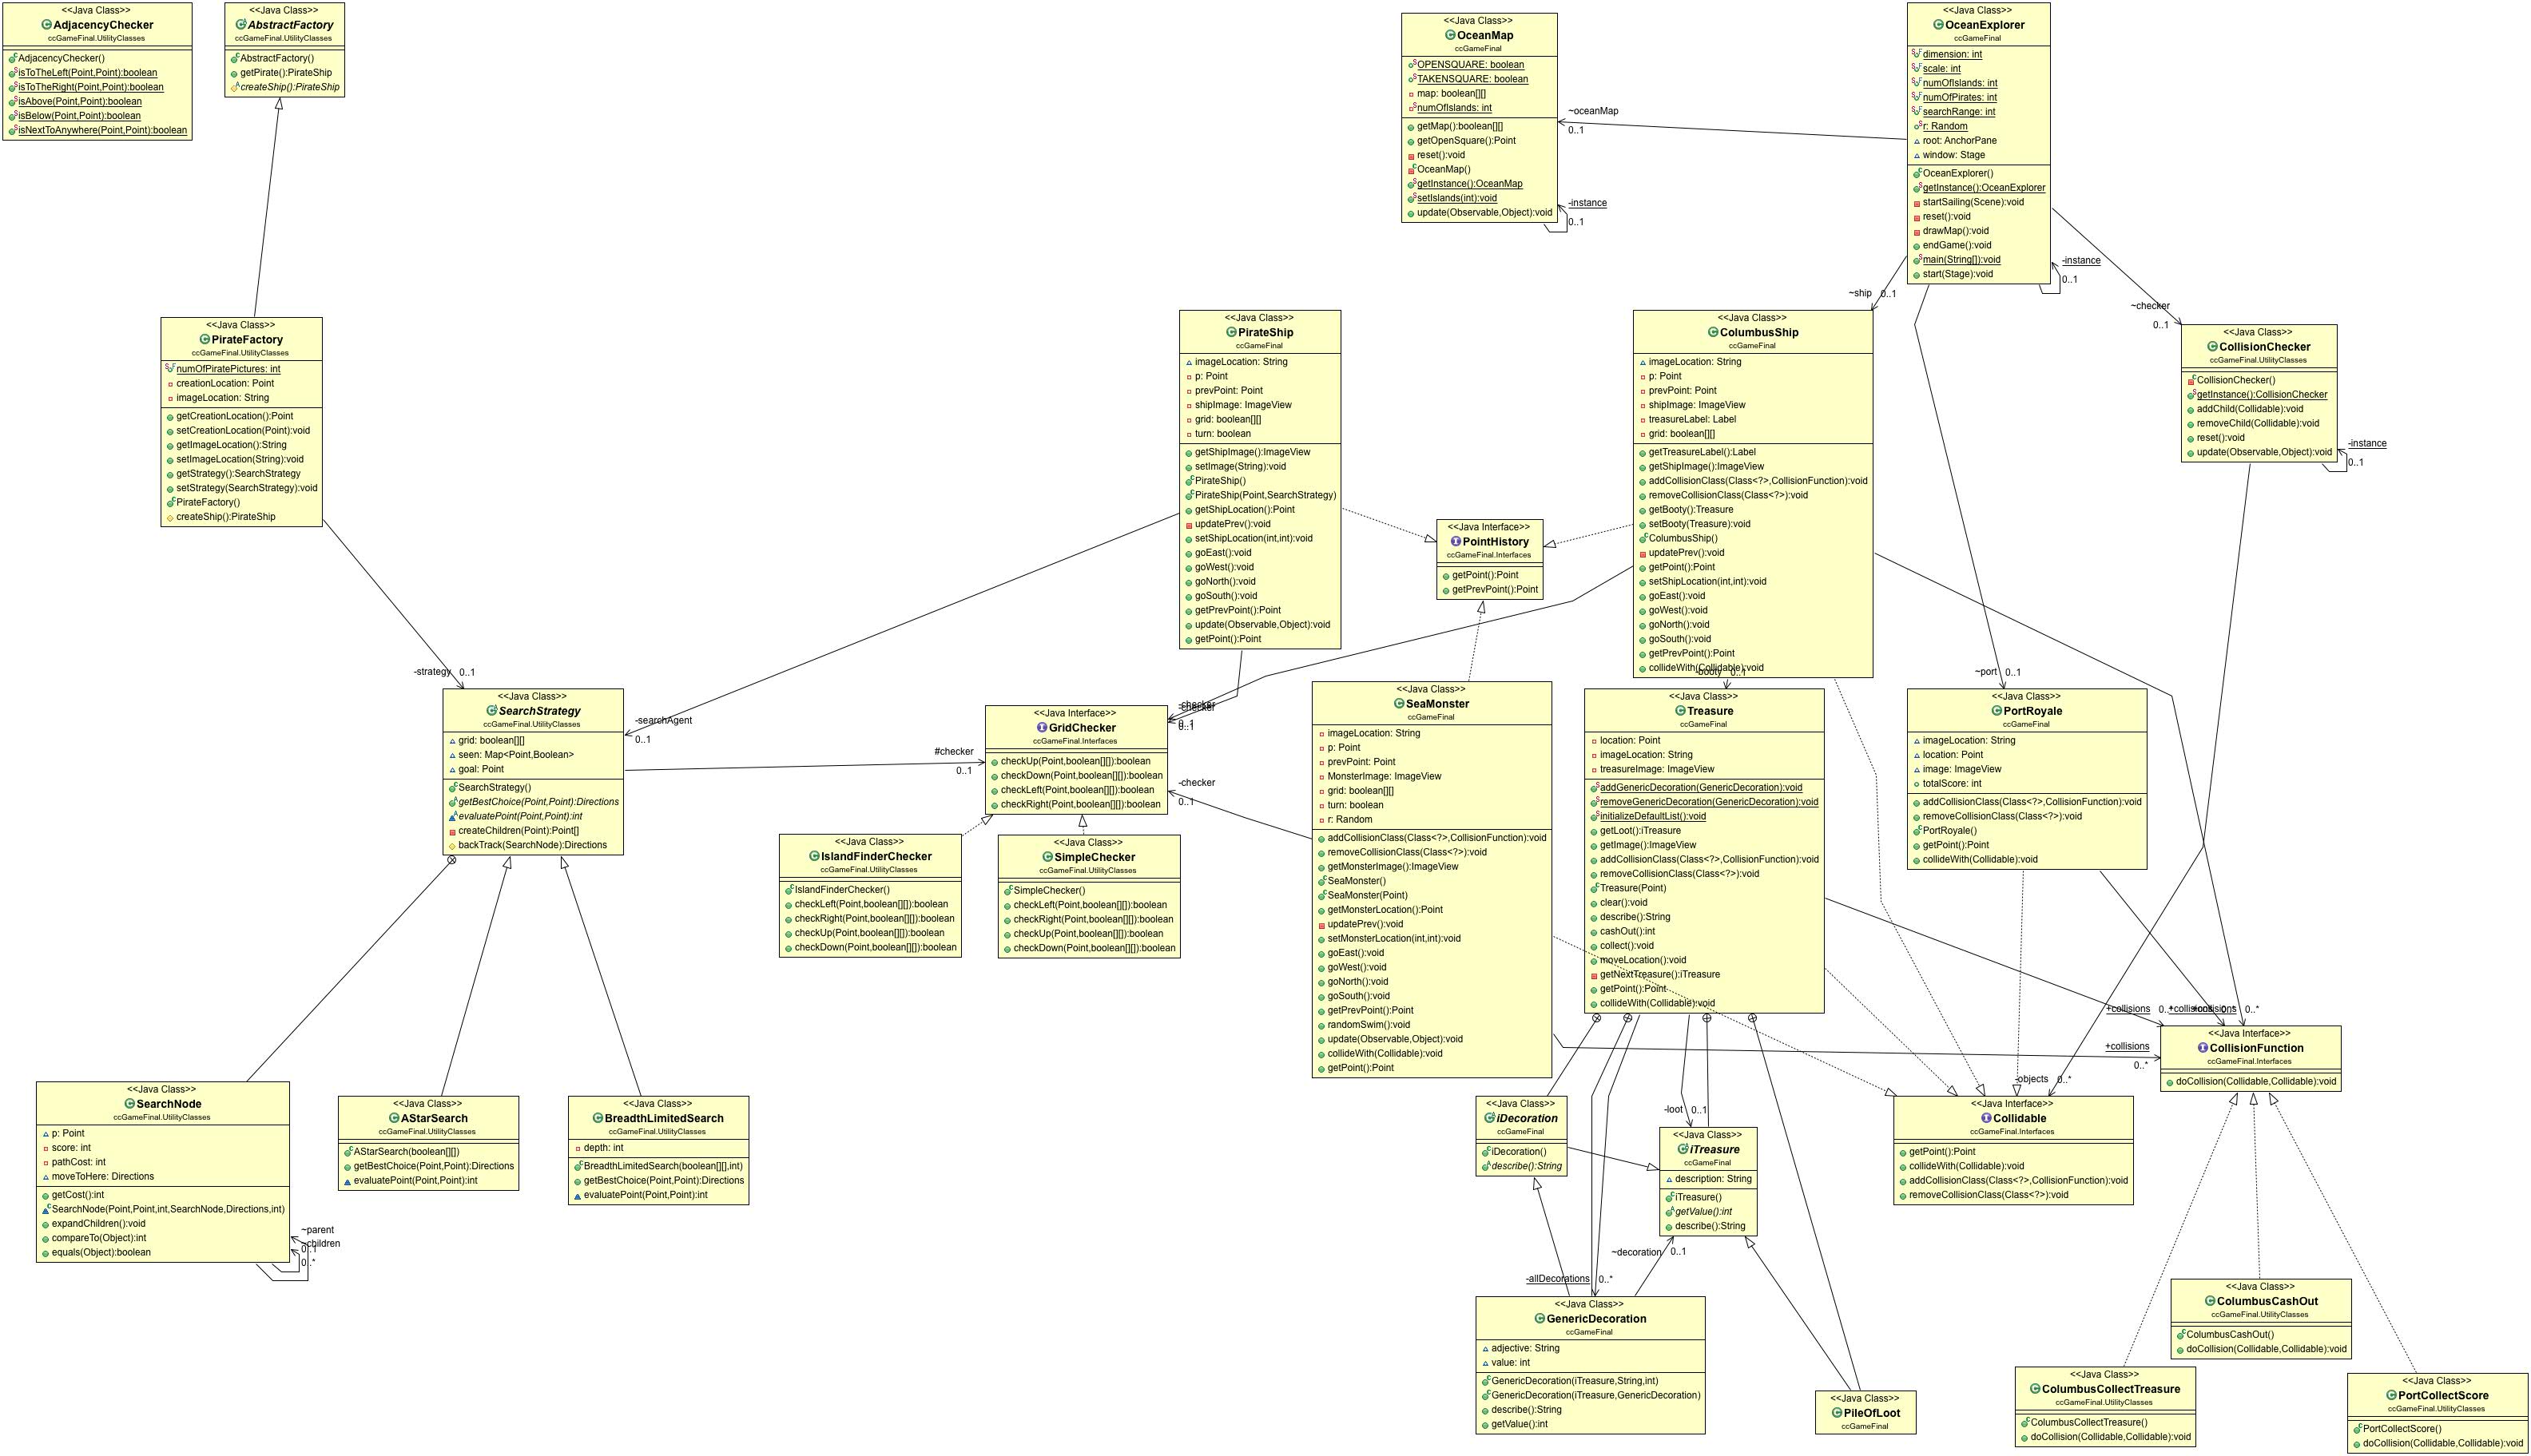 <<Java Class>>
AdjacencyChecker
ccGameFinal.UtilityClasses
AdjacencyChecker()
isToTheLeft(Point,Point):boolean
isToTheRight(Point,Point):boolean
isAbove(Point,Point):boolean
isBelow(Point,Point):boolean
isNextToAnywhere(Point,Point):boolean
<<Java Class>>
AbstractFactory
ccGameFinal.UtilityClasses
AbstractFactory()
getPirate():PirateShip
createShip():PirateShip
<<Java Class>>
OceanMap
ccGameFinal
OPENSQUARE: boolean
TAKENSQUARE: boolean
map: boolean[][]
numOfIslands: int
getMap():boolean[][]
getOpenSquare():Point
reset():void
OceanMap()
getInstance():OceanMap
setIslands(int):void
update(Observable,Object):void
-instance
0..1
~oceanMap
0..1
<<Java Class>>
OceanExplorer
ccGameFinal
dimension: int
scale: int
numOfIslands: int
numOfPirates: int
searchRange: int
r: Random
root: AnchorPane
window: Stage
OceanExplorer()
getInstance():OceanExplorer
startSailing(Scene):void
reset():void
drawMap():void
endGame():void
main(String[]):void
start(Stage):void
-instance
0..1
~ship
0..1
~checker
0..1
<<Java Class>>
PirateFactory
ccGameFinal.UtilityClasses
numOfPiratePictures: int
creationLocation: Point
imageLocation: String
getCreationLocation():Point
setCreationLocation(Point):void
getImageLocation():String
setImageLocation(String):void
getStrategy():SearchStrategy
setStrategy(SearchStrategy):void
PirateFactory()
createShip():PirateShip
<<Java Class>>
PirateShip
ccGameFinal
imageLocation: String
p: Point
prevPoint: Point
shipImage: ImageView
grid: boolean[][]
turn: boolean
getShipImage():ImageView
setImage(String):void
PirateShip()
PirateShip(Point,SearchStrategy)
getShipLocation():Point
updatePrev():void
setShipLocation(int,int):void
goEast():void
goWest():void
goNorth():void
goSouth():void
getPrevPoint():Point
update(Observable,Object):void
getPoint():Point
<<Java Class>>
ColumbusShip
ccGameFinal
imageLocation: String
p: Point
prevPoint: Point
shipImage: ImageView
treasureLabel: Label
grid: boolean[][]
getTreasureLabel():Label
getShipImage():ImageView
addCollisionClass(Class<?>,CollisionFunction):void
removeCollisionClass(Class<?>):void
getBooty():Treasure
setBooty(Treasure):void
ColumbusShip()
updatePrev():void
getPoint():Point
setShipLocation(int,int):void
goEast():void
goWest():void
goNorth():void
goSouth():void
getPrevPoint():Point
collideWith(Collidable):void
<<Java Class>>
CollisionChecker
ccGameFinal.UtilityClasses
CollisionChecker()
getInstance():CollisionChecker
addChild(Collidable):void
removeChild(Collidable):void
reset():void
update(Observable,Object):void
-instance
0..1
<<Java Interface>>
PointHistory
ccGameFinal.Interfaces
getPoint():Point
getPrevPoint():Point
-strategy
0..1
-searchAgent
0..1
-checker
-checker
0..1
0..1
-booty
0..1
~port
0..1
<<Java Class>>
SearchStrategy
ccGameFinal.UtilityClasses
grid: boolean[][]
seen: Map<Point,Boolean>
goal: Point
SearchStrategy()
getBestChoice(Point,Point):Directions
evaluatePoint(Point,Point):int
createChildren(Point):Point[]
backTrack(SearchNode):Directions
#checker
0..1
<<Java Interface>>
GridChecker
ccGameFinal.Interfaces
checkUp(Point,boolean[][]):boolean
checkDown(Point,boolean[][]):boolean
checkLeft(Point,boolean[][]):boolean
checkRight(Point,boolean[][]):boolean
-checker
0..1
<<Java Class>>
SeaMonster
ccGameFinal
imageLocation: String
p: Point
prevPoint: Point
MonsterImage: ImageView
grid: boolean[][]
turn: boolean
r: Random
addCollisionClass(Class<?>,CollisionFunction):void
removeCollisionClass(Class<?>):void
getMonsterImage():ImageView
SeaMonster()
SeaMonster(Point)
getMonsterLocation():Point
updatePrev():void
setMonsterLocation(int,int):void
goEast():void
goWest():void
goNorth():void
goSouth():void
getPrevPoint():Point
randomSwim():void
update(Observable,Object):void
collideWith(Collidable):void
getPoint():Point
<<Java Class>>
Treasure
ccGameFinal
location: Point
imageLocation: String
treasureImage: ImageView
addGenericDecoration(GenericDecoration):void
removeGenericDecoration(GenericDecoration):void
initializeDefaultList():void
getLoot():iTreasure
getImage():ImageView
addCollisionClass(Class<?>,CollisionFunction):void
removeCollisionClass(Class<?>):void
Treasure(Point)
clear():void
describe():String
cashOut():int
collect():void
moveLocation():void
getNextTreasure():iTreasure
getPoint():Point
collideWith(Collidable):void
<<Java Class>>
PortRoyale
ccGameFinal
imageLocation: String
location: Point
image: ImageView
totalScore: int
addCollisionClass(Class<?>,CollisionFunction):void
removeCollisionClass(Class<?>):void
PortRoyale()
getPoint():Point
collideWith(Collidable):void
<<Java Class>>
IslandFinderChecker
ccGameFinal.UtilityClasses
IslandFinderChecker()
checkLeft(Point,boolean[][]):boolean
checkRight(Point,boolean[][]):boolean
checkUp(Point,boolean[][]):boolean
checkDown(Point,boolean[][]):boolean
<<Java Class>>
SimpleChecker
ccGameFinal.UtilityClasses
SimpleChecker()
checkLeft(Point,boolean[][]):boolean
checkRight(Point,boolean[][]):boolean
checkUp(Point,boolean[][]):boolean
checkDown(Point,boolean[][]):boolean
+collisions
+collisions
0..*
+collisions
0..*
<<Java Interface>>
CollisionFunction
ccGameFinal.Interfaces
doCollision(Collidable,Collidable):void
-objects
0..*
<<Java Interface>>
Collidable
ccGameFinal.Interfaces
getPoint():Point
collideWith(Collidable):void
addCollisionClass(Class<?>,CollisionFunction):void
removeCollisionClass(Class<?>):void
<<Java Class>>
SearchNode
ccGameFinal.UtilityClasses
p: Point
score: int
pathCost: int
moveToHere: Directions
getCost():int
SearchNode(Point,Point,int,SearchNode,Directions,int)
expandChildren():void
compareTo(Object):int
equals(Object):boolean
~parent
~children
0..1
0..*
<<Java Class>>
AStarSearch
ccGameFinal.UtilityClasses
AStarSearch(boolean[][])
getBestChoice(Point,Point):Directions
evaluatePoint(Point,Point):int
<<Java Class>>
BreadthLimitedSearch
ccGameFinal.UtilityClasses
depth: int
BreadthLimitedSearch(boolean[][],int)
getBestChoice(Point,Point):Directions
evaluatePoint(Point,Point):int
<<Java Class>>
iDecoration
ccGameFinal
iDecoration()
describe():String
-loot
0..1
<<Java Class>>
iTreasure
ccGameFinal
description: String
iTreasure()
getValue():int
describe():String
~decoration
0..1
-allDecorations
0..*
<<Java Class>>
GenericDecoration
ccGameFinal
adjective: String
value: int
GenericDecoration(iTreasure,String,int)
GenericDecoration(iTreasure,GenericDecoration)
describe():String
getValue():int
<<Java Class>>
PileOfLoot
ccGameFinal
<<Java Class>>
ColumbusCashOut
ccGameFinal.UtilityClasses
ColumbusCashOut()
doCollision(Collidable,Collidable):void
<<Java Class>>
ColumbusCollectTreasure
ccGameFinal.UtilityClasses
ColumbusCollectTreasure()
doCollision(Collidable,Collidable):void
<<Java Class>>
PortCollectScore
ccGameFinal.UtilityClasses
PortCollectScore()
doCollision(Collidable,Collidable):void